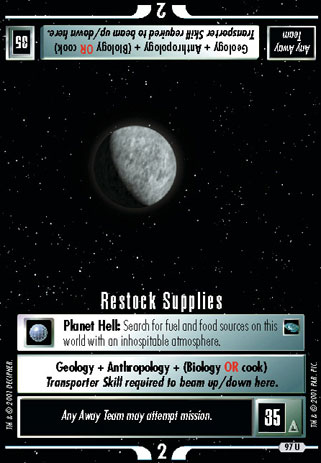 2
Geology + Anthropology + (Biology OR cook)
Transporter Skill required to beam up/down here.
35
Any Away
Team
Restock Supplies
Planet Hell: Search for fuel and food sources on this
world with an inhospitable atmosphere.
Geology + Anthropology + (Biology OR cook)
Transporter Skill required to beam up/down here.
Any Away Team may attempt mission.
35
TM & © 2001 DECIPHER.
TM & © 2001 PAR. PIC.
2
97 U